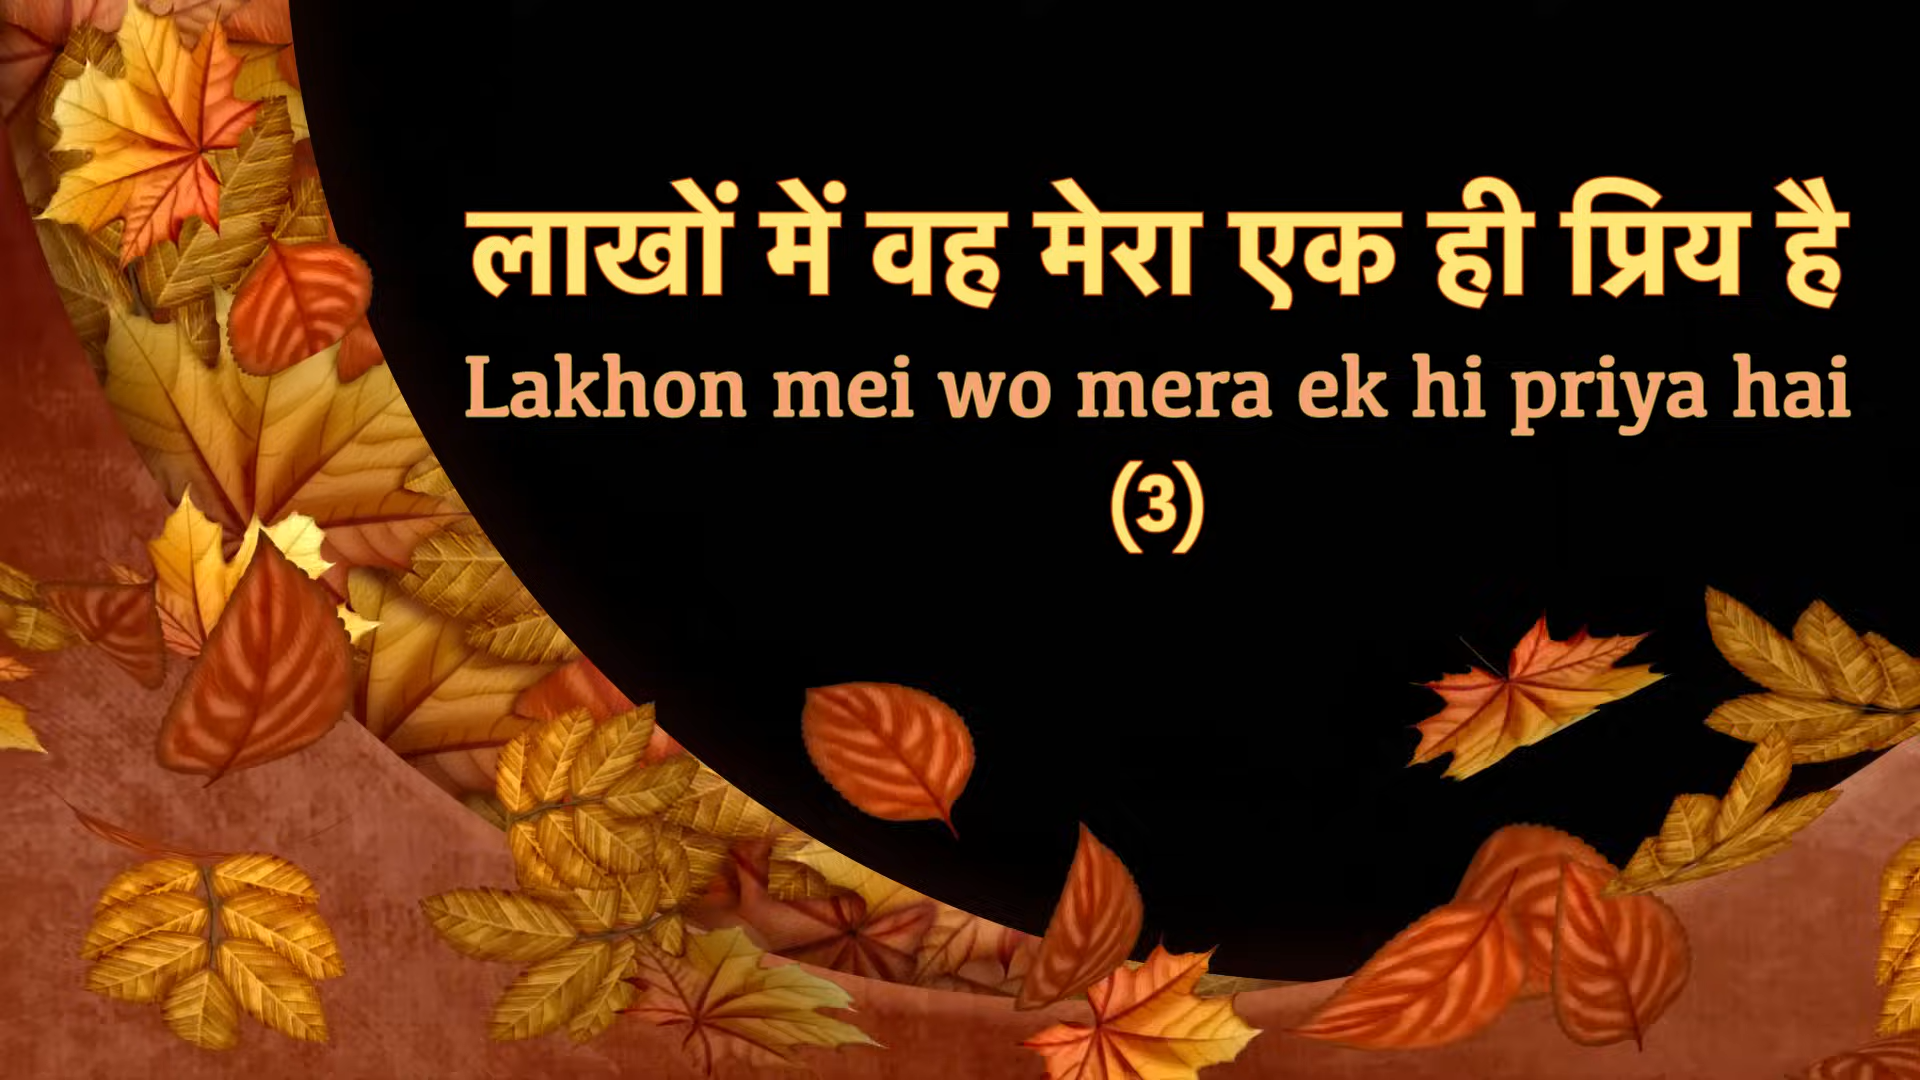 लाखों में वह मेरा एक ही प्रिय है
Lakhon mei wo mera ek hi priya hai
(3)